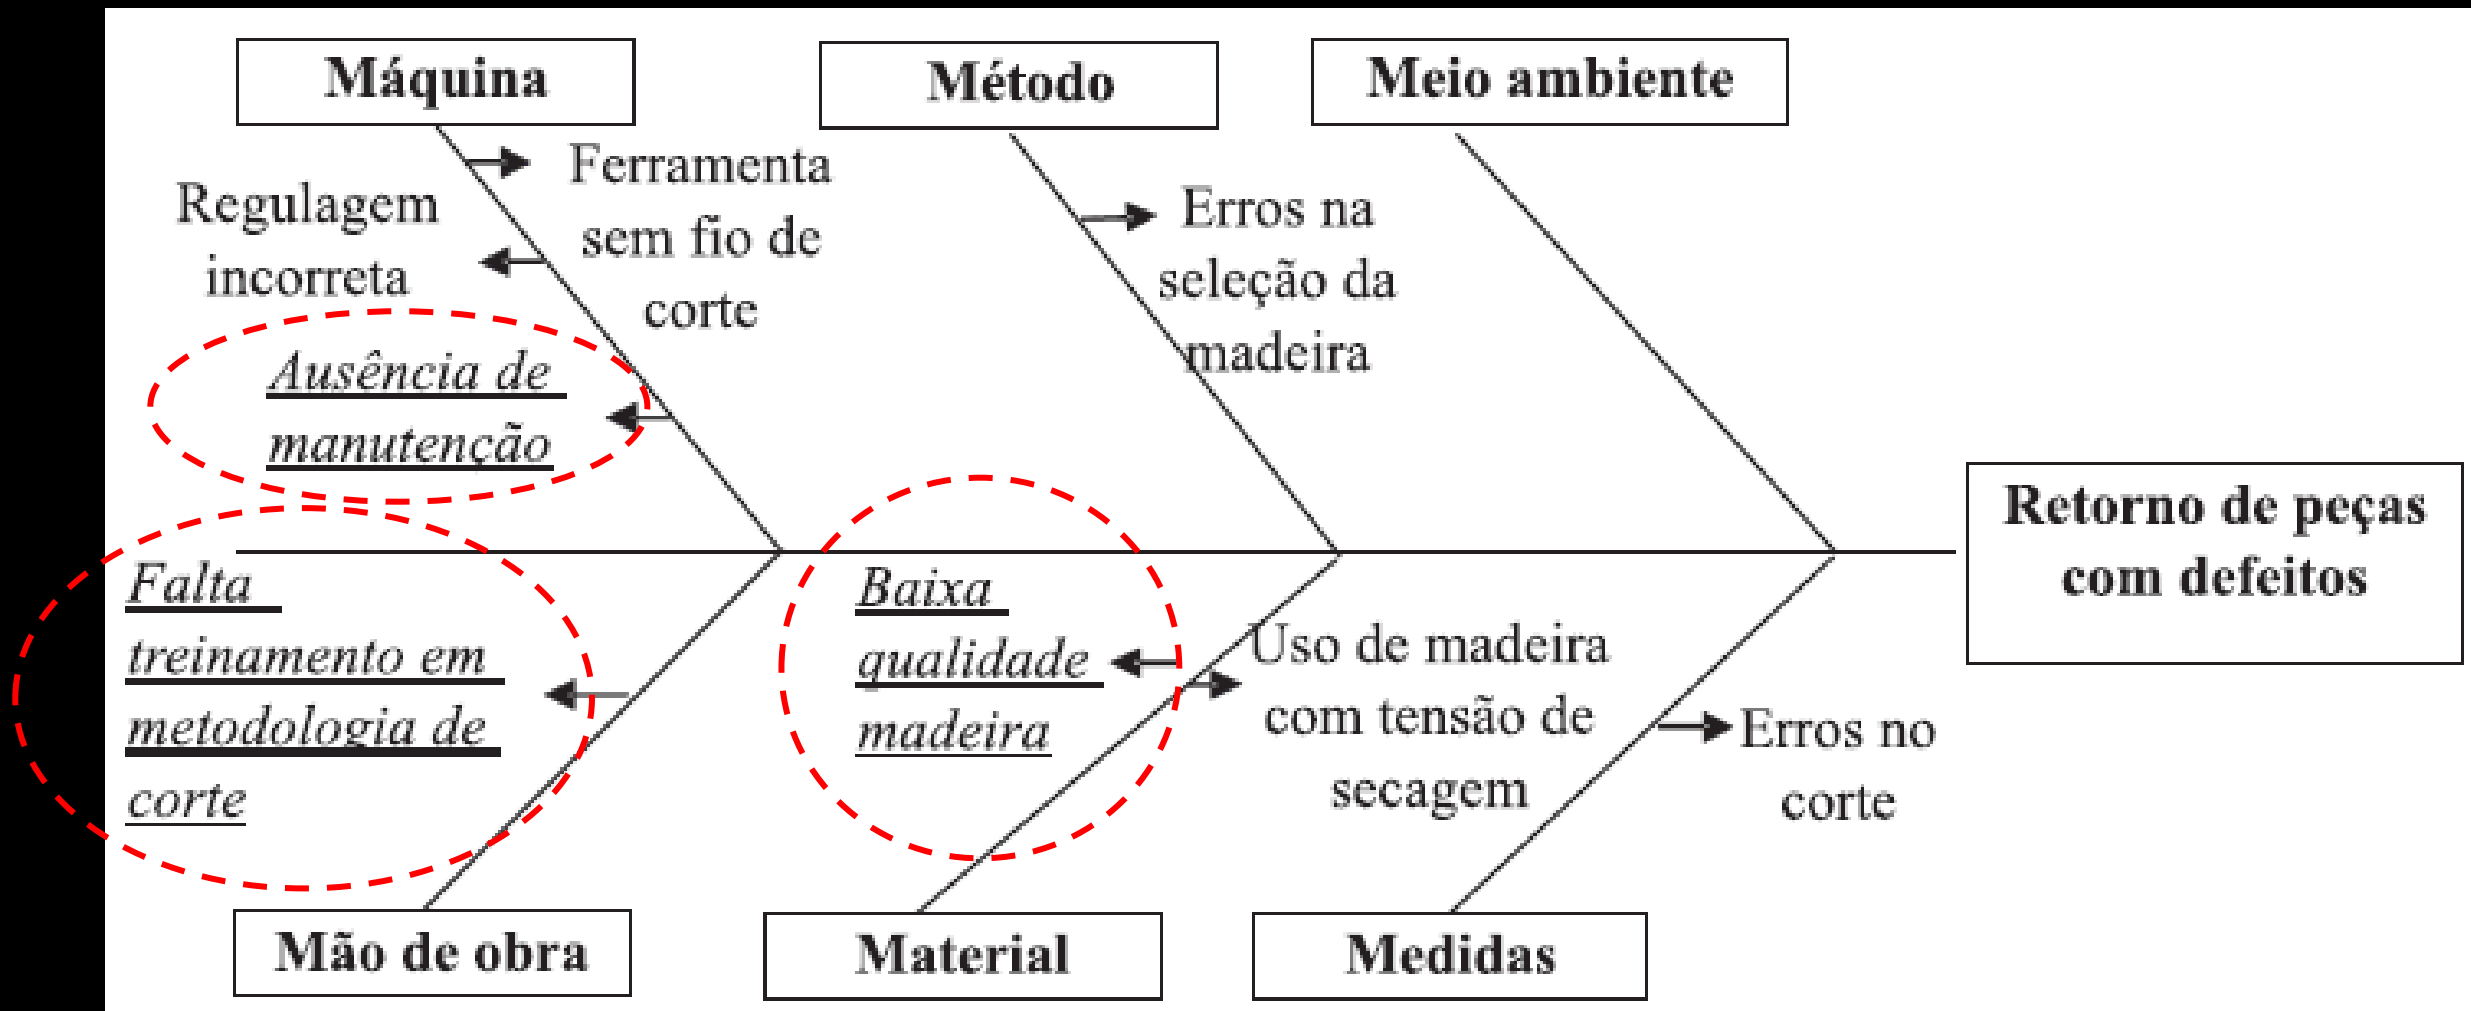 Máquina
Método
Meio ambiente
Ferramenta
sem fio de
corte
Regulagem
incorreta
Erros na
seleção da
madeira
Ausência de
manutenção
Retorno de peças
com defeitos
Falta
treinamento em
metodologia de
corte
Baixa
qualidade
madeira
Uso de madeira
com tensão de
secagem
Erros no
corte
Mão de obra
Material
Medidas